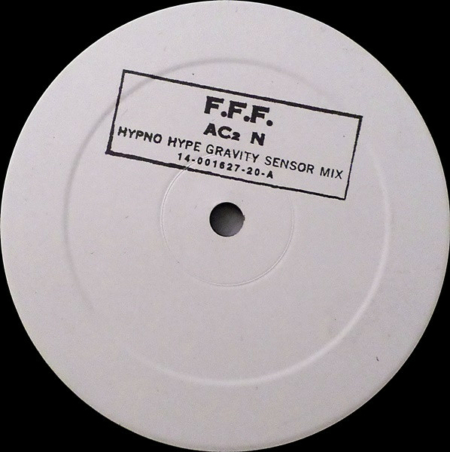 F.F.F.
AC2 N
HYPNO HYPE GRAVITY SENSOR MIX
14-001627-20-A